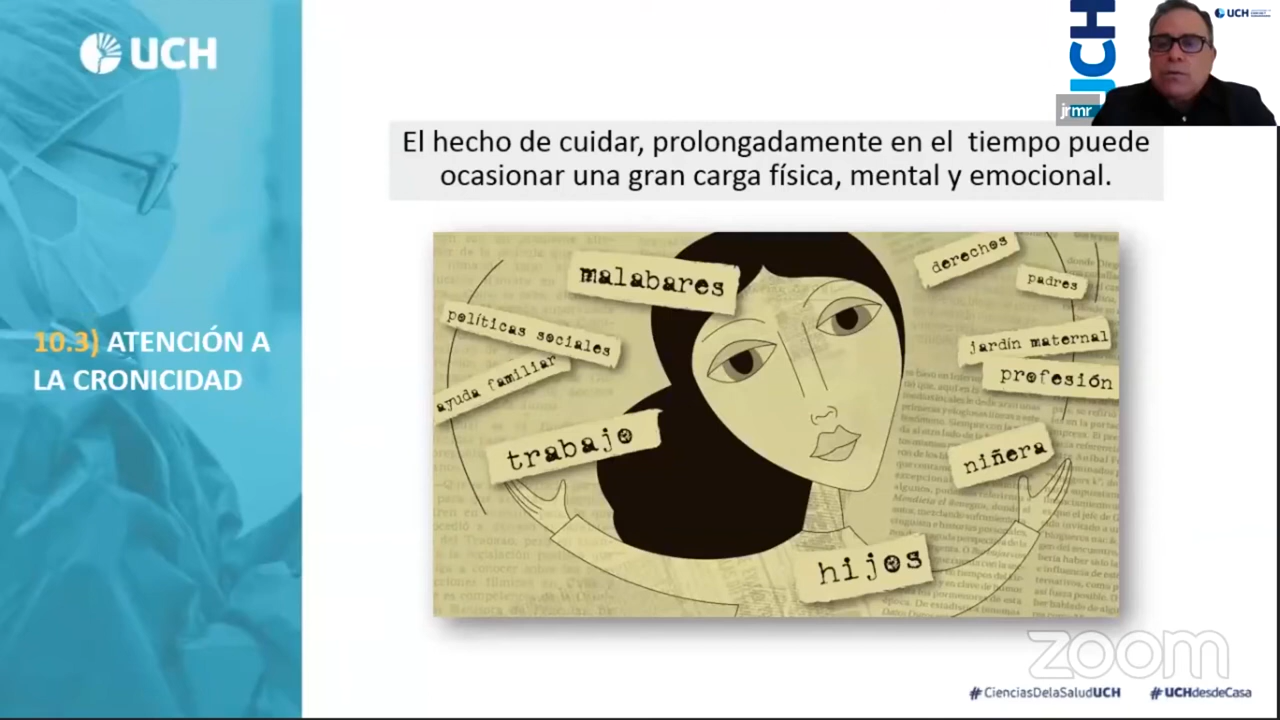 UCH
UCH
UCH
jrmr
El hecho de cuidar, prolongadamente en el tiempo puede
ocasionar una gran carga física, mental y emocional.
10.3) ATENCIÓN A
LA CRONICIDAD
malabares
derechos
padres
políticas sociales
jardín maternal
ayuda familiar
profesión
trabajo
niñera
hijos
zoom
#CienciasDelaSaludUCH
#UCHdesdeCasa